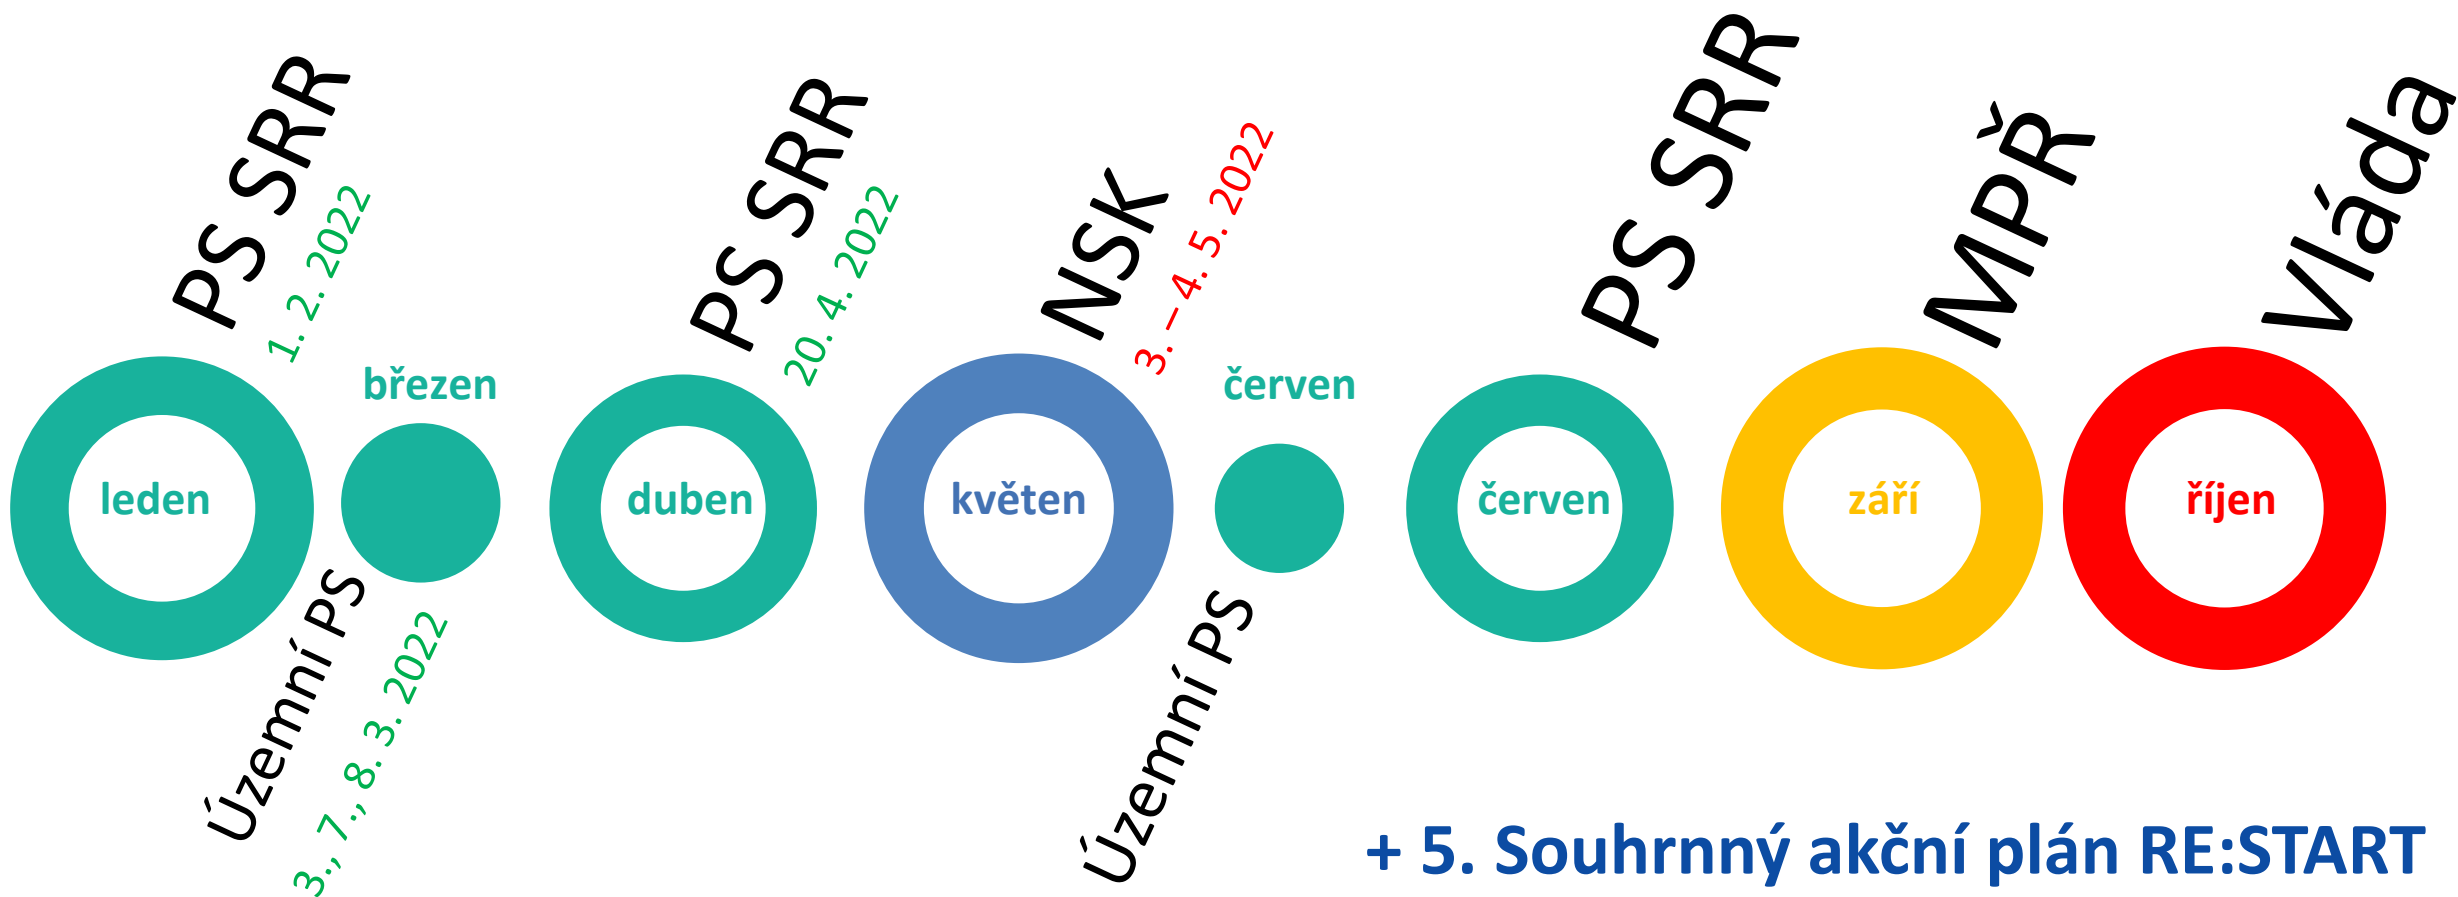 PS SRR
1. 2. 2022
leden
březen
Územní PS
3., 7., 8. 3. 2022
PS SRR
20. 4. 2022
duben
NSK
3. – 4. 5. 2022
květen
červen
Územní PS
PS SRR
červen
MPŘ
září
Vláda
říjen
+ 5. Souhrnný akční plán RE:START